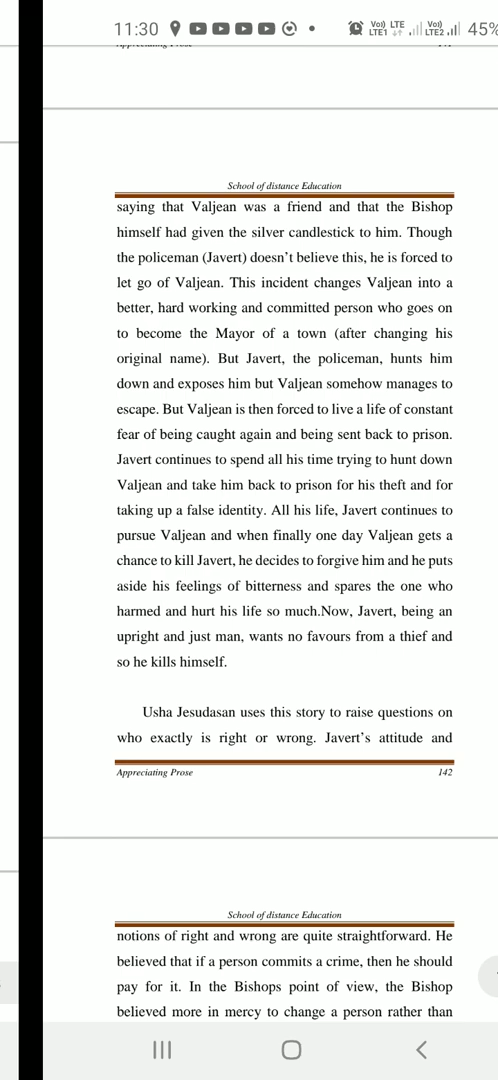 11:30 Vo) LTE LTE1 Vo) LTE2 45%
Appreciating Prose 141
School of distance Education
saying that Valjean was a friend and that the Bishop
himself had given the silver candlestick to him. Though
the policeman (Javert) doesn’t believe this, he is forced to
let go of Valjean. This incident changes Valjean into a
better, hard working and committed person who goes on
to become the Mayor of a town (after changing his
original name). But Javert, the policeman, hunts him
down and exposes him but Valjean somehow manages to
escape. But Valjean is then forced to live a life of constant
fear of being caught again and being sent back to prison.
Javert continues to spend all his time trying to hunt down
Valjean and take him back to prison for his theft and for
taking up a false identity. All his life, Javert continues to
pursue Valjean and when finally one day Valjean gets a
chance to kill Javert, he decides to forgive him and he puts
aside his feelings of bitterness and spares the one who
harmed and hurt his life so much.Now, Javert, being an
upright and just man, wants no favours from a thief and
so he kills himself.
Usha Jesudasan uses this story to raise questions on
who exactly is right or wrong. Javert’s attitude and
Appreciating Prose 142
School of distance Education
notions of right and wrong are quite straightforward. He
believed that if a person commits a crime, then he should
pay for it. In the Bishops point of view, the Bishop
believed more in mercy to change a person rather than